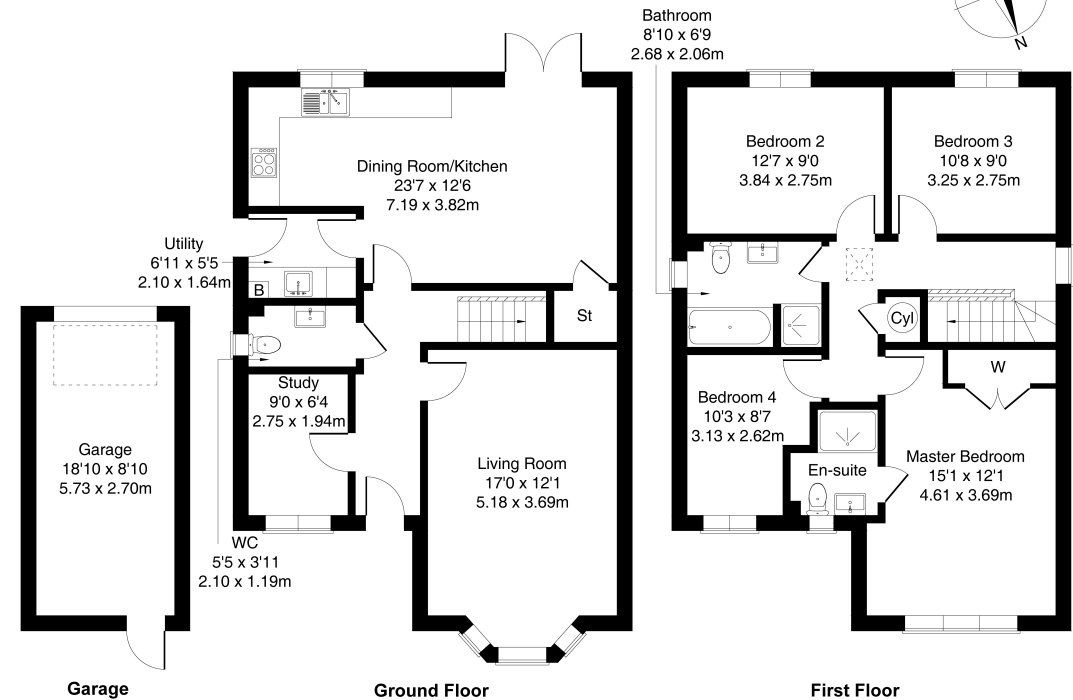 Bathroom
8'10 x 6'9
2.68 x 2.06m
N
Bedroom 2
12'7 x 9'0
3.84 x 2.75m
Bedroom 3
10'8 x 9'0
3.25 x 2.75m
Dining Room/Kitchen
23'7 x 12'6
7.19 x 3.82m
Utility
6'11 x 5'5
2.10 x 1.64m
B
St
Cyl
W
Study
9'0 x 6'4
2.75 x 1.94m
Bedroom 4
10'3 x 8'7
3.13 x 2.62m
Garage
18'10 x 8'10
5.73 x 2.70m
Living Room
17'0 x 12'1
5.18 x 3.69m
En-suite
Master Bedroom
15'1 x 12'1
4.61 x 3.69m
WC
5'5 x 3'11
2.10 x 1.19m
Garage
Ground Floor
First Floor